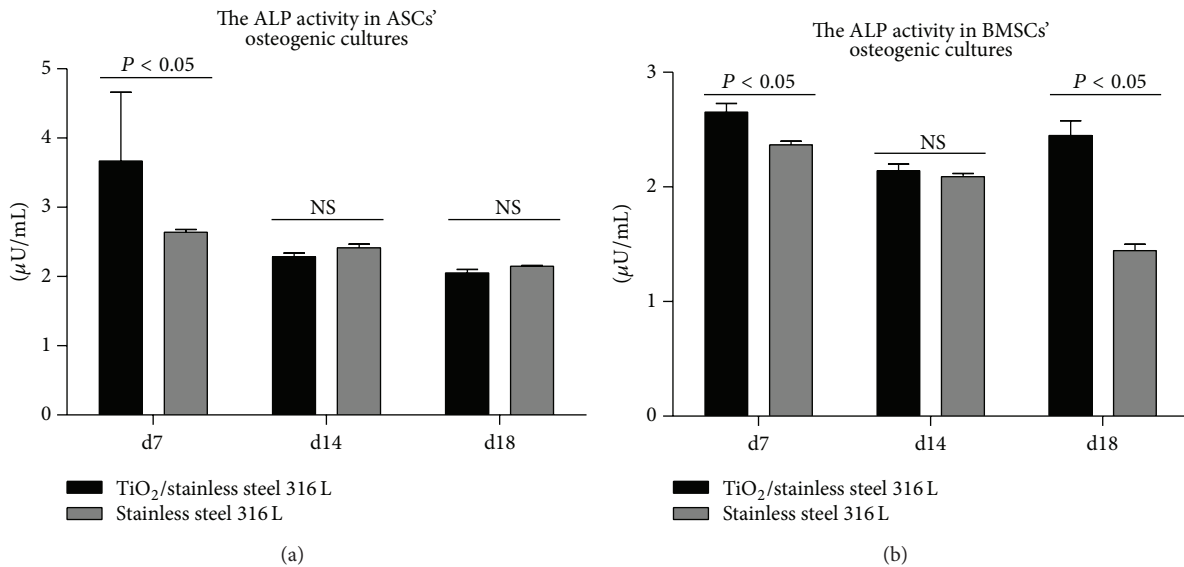 The ALP activity in ASCs’
osteogenic cultures
5
4
3
2
1
0
(μU/mL)
P < 0.05
NS
NS
d7
d14
d18
TiO₂/stainless steel 316 L
Stainless steel 316 L
(a)
The ALP activity in BMSCs’
osteogenic cultures
3
2
1
0
(μU/mL)
P < 0.05
NS
P < 0.05
d7
d14
d18
TiO₂/stainless steel 316 L
Stainless steel 316 L
(b)